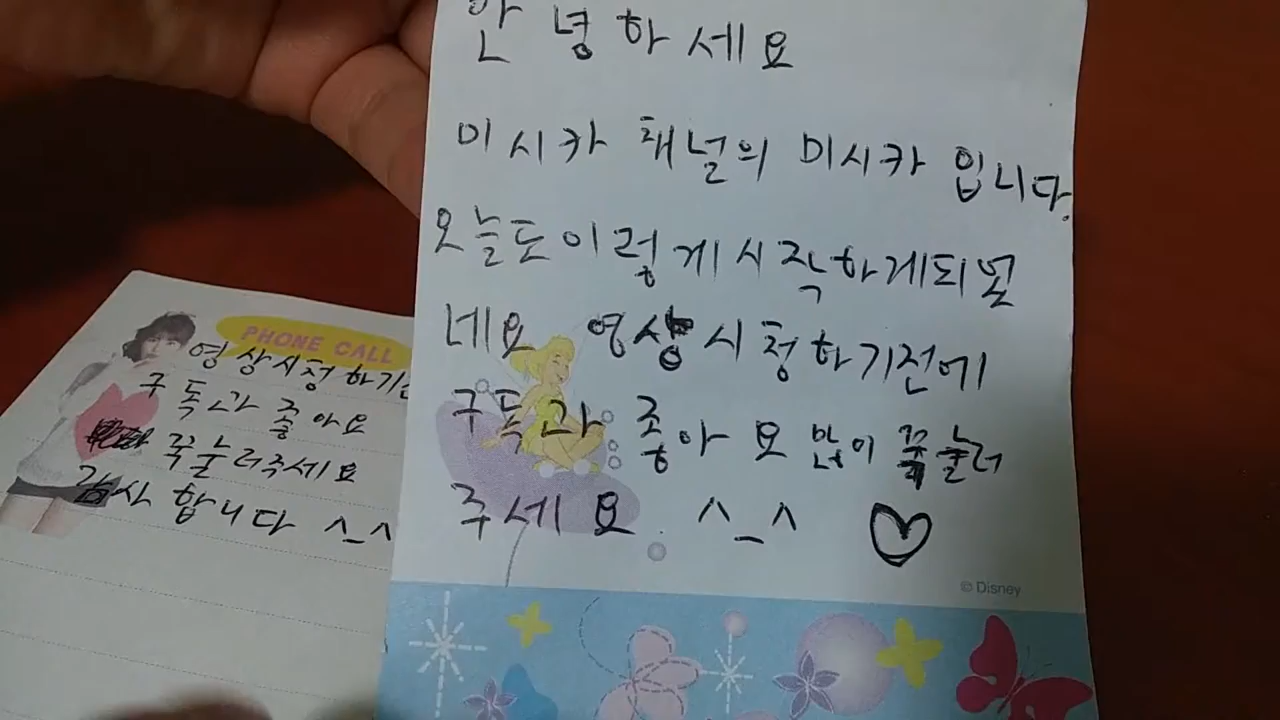 안녕하세요
미시카 채널의 미시카 입니다.
오늘도 이렇게 시작하게되었
네요 영상 시청하기전에
구독과 좋아요 많이 꾹 눌러
주세요. ^_^ ♡
© Disney
PHONE CALL
영상시청 하기
구독과 좋아요
꾹눌러주세요
감사 합니다 ^_^